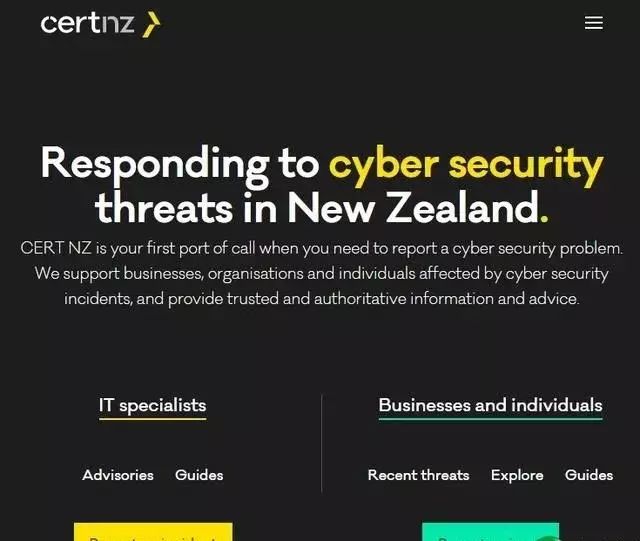 certnz
Responding to cyber security
threats in New Zealand.
CERT NZ is your first port of call when you need to report a cyber security problem.
We support businesses, organisations and individuals affected by cyber security
incidents, and provide trusted and authoritative information and advice.
IT specialists
Businesses and individuals
Advisories Guides
Recent threats Explore Guides